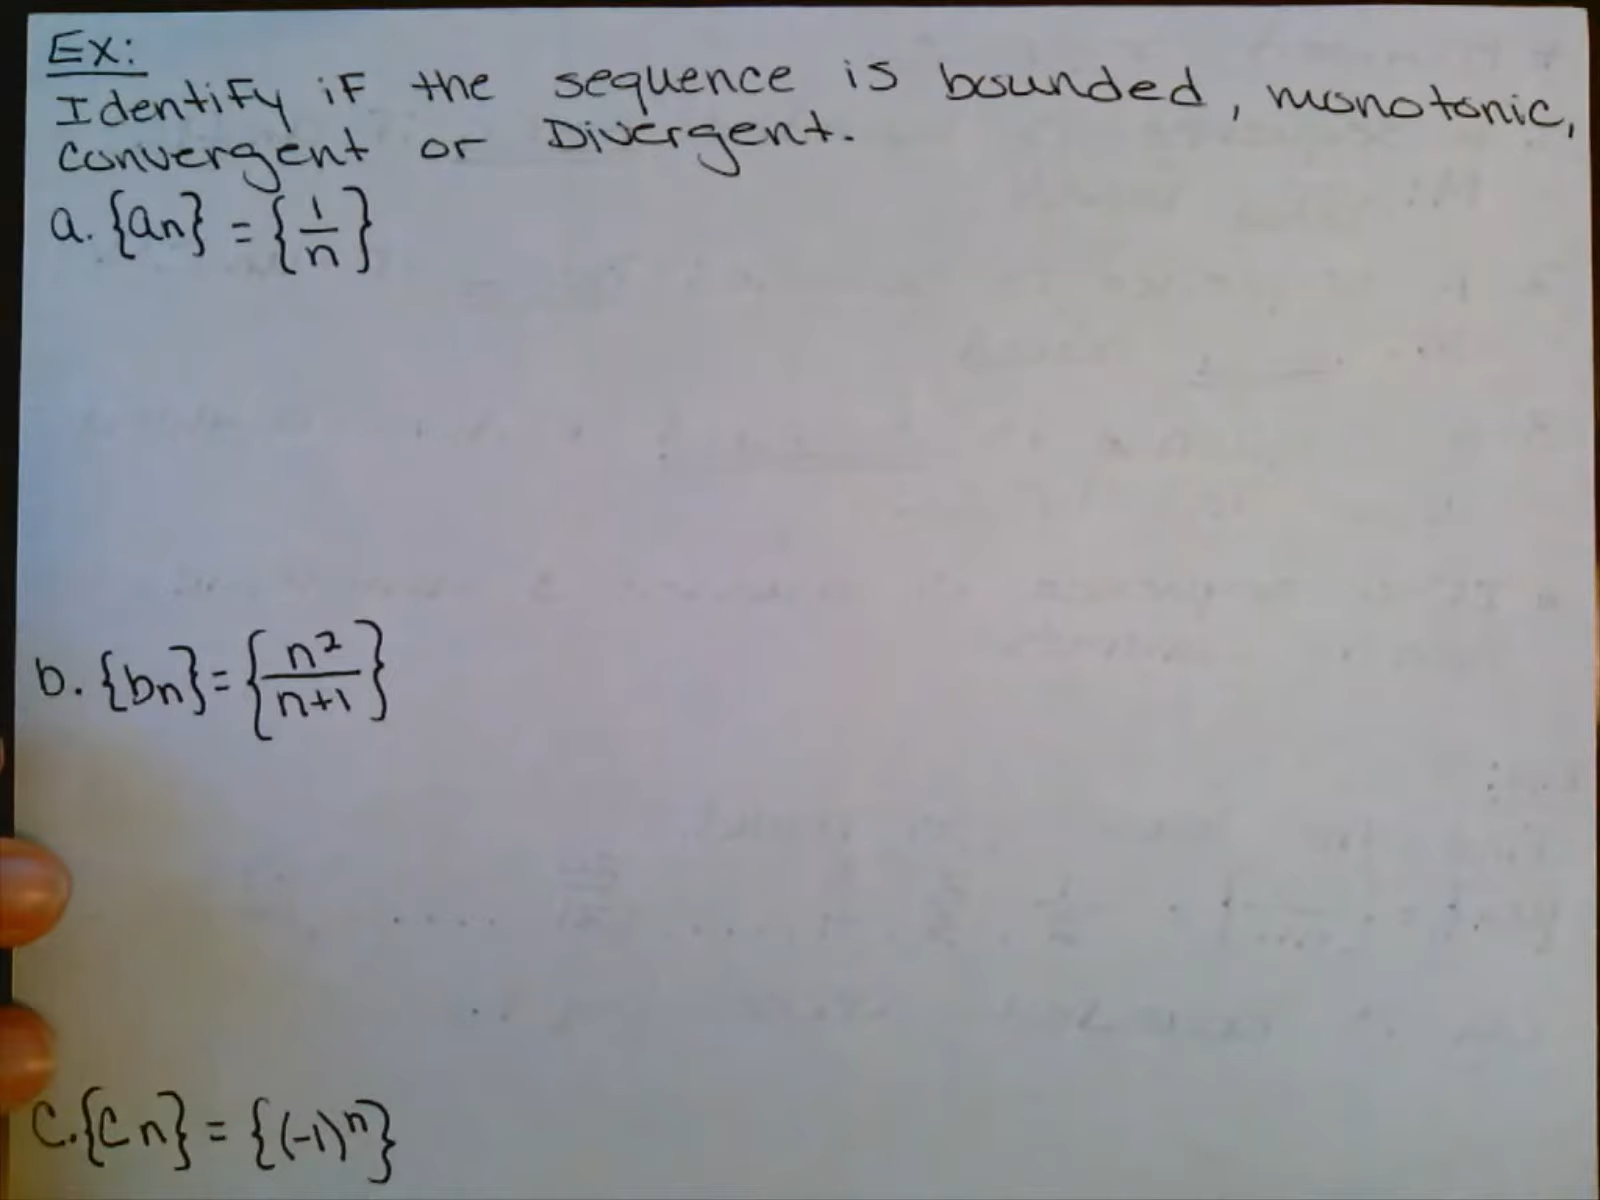 Ex:
Identify if the sequence is bounded, monotonic,
convergent or Divergent.
a. {an} = {1/n}
b. {bn} = {n²/n+1}
c. {cn} = {(-1)ⁿ}